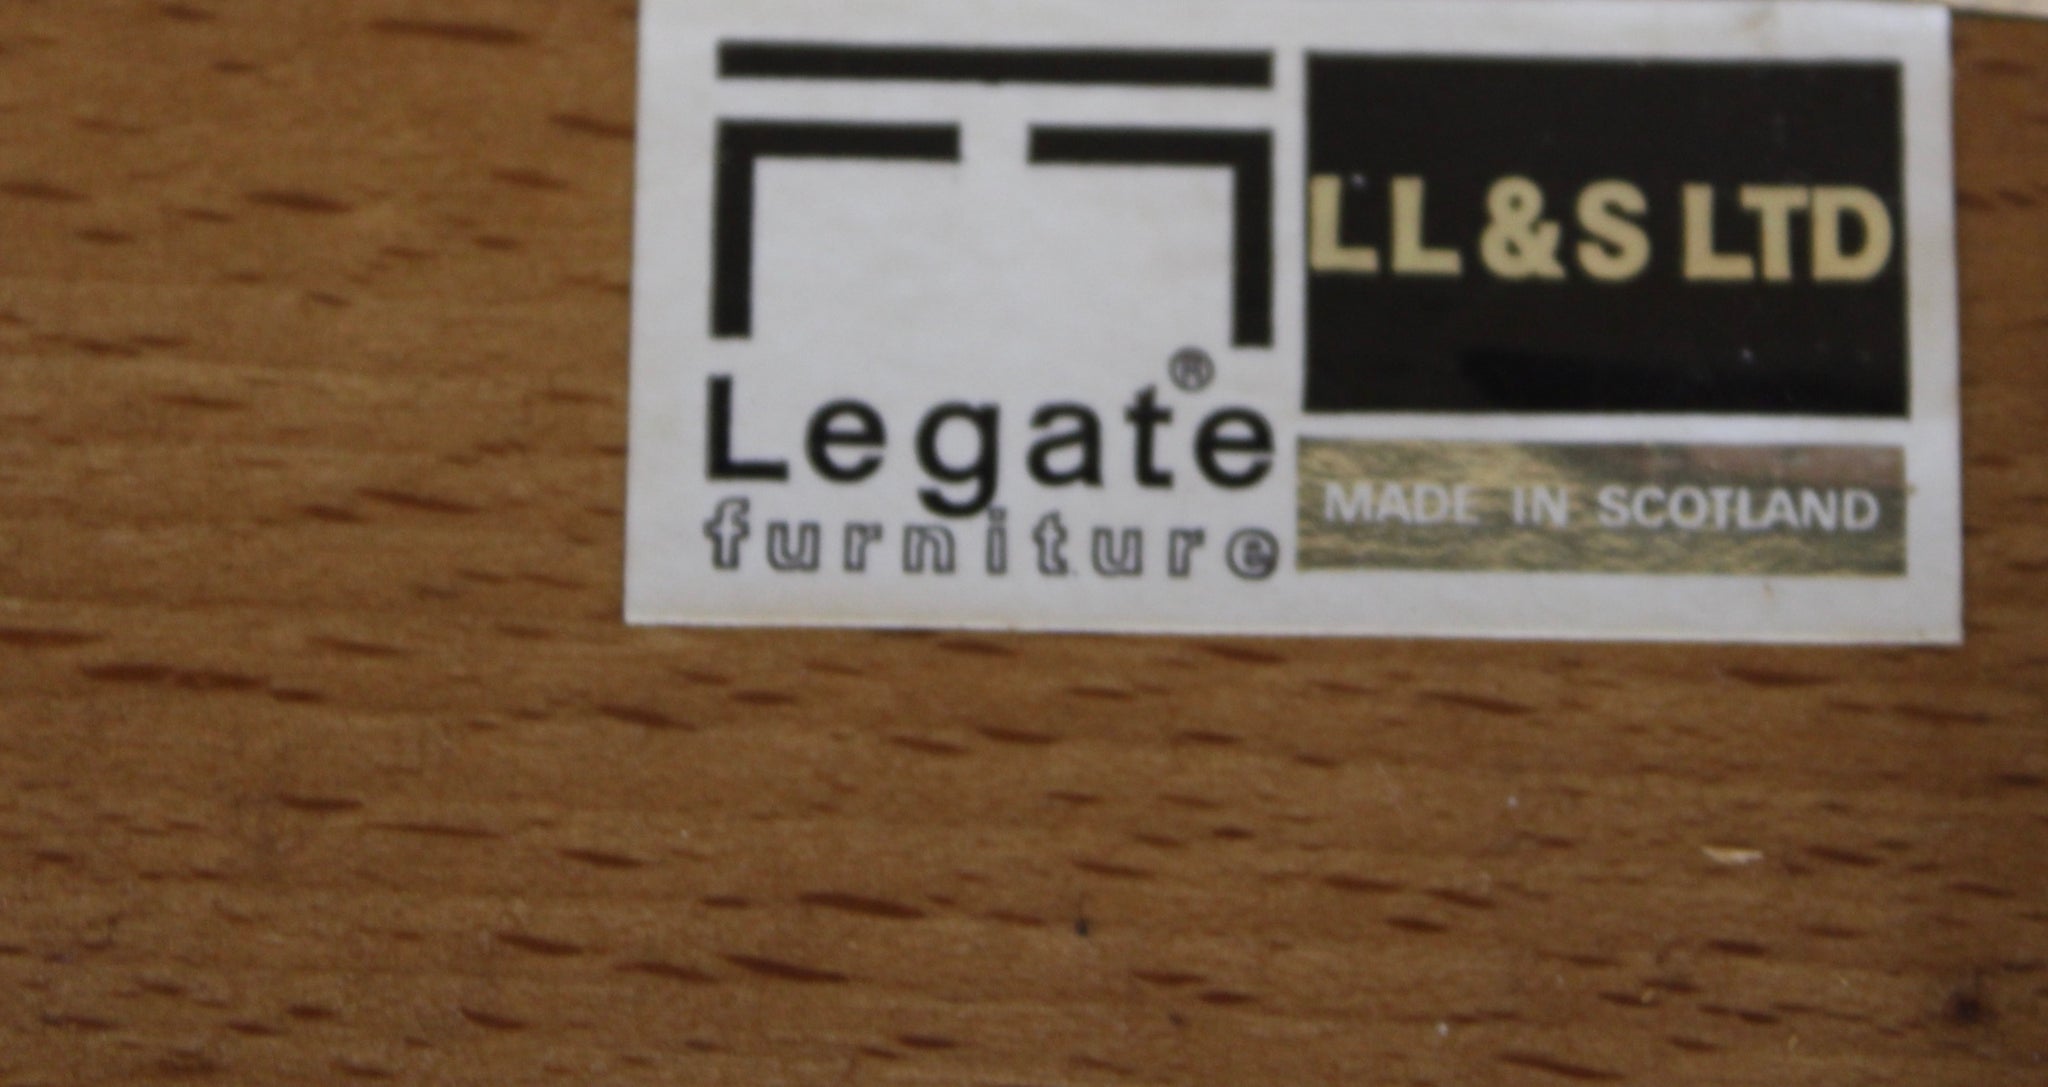 Legate®
furniture
LL & S LTD
MADE IN SCOTLAND